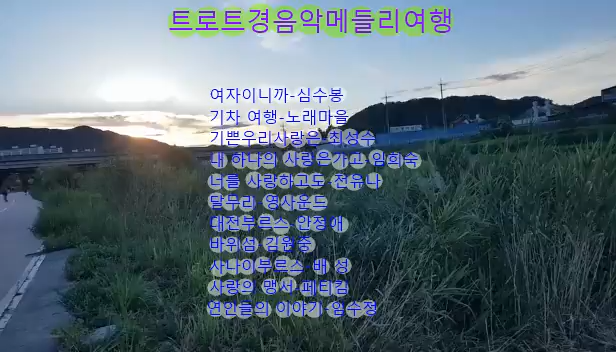 트로트경음악메들리여행
여자이니까-심수봉
기차 여행-노래마을
기쁜우리사랑은 최성수
내 하나의 사랑은가고 임희숙
너를 사랑하고도 전유나
달무리 영사운드
대전부르스 안정애
바위섬 김원중
사나이부르스 배 성
사랑의 맹서-패티김
연인들의 이야기 임수정